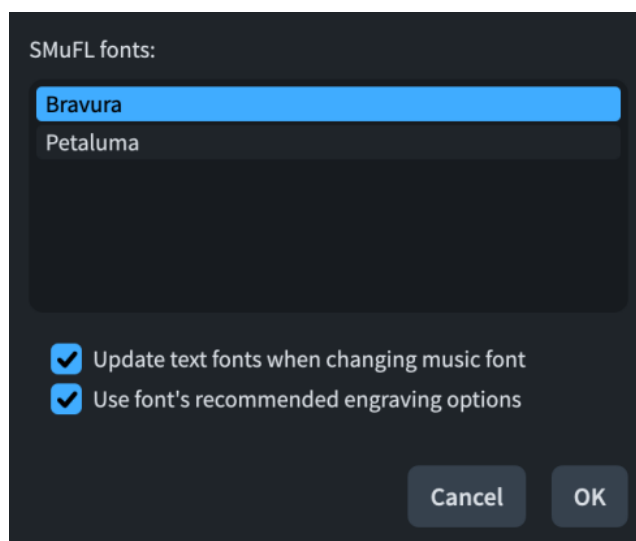 SMuFL fonts:
Bravura
Petaluma
Update text fonts when changing music font
Use font's recommended engraving options
Cancel OK